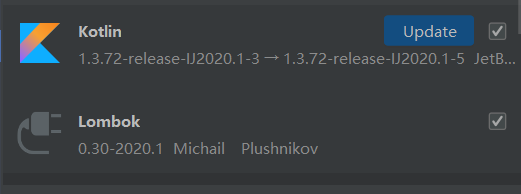 Kotlin
Update
1.3.72-release-IJ2020.1-3 → 1.3.72-release-IJ2020.1-5 JetB...
Lombok
0.30-2020.1 Michail Plushnikov